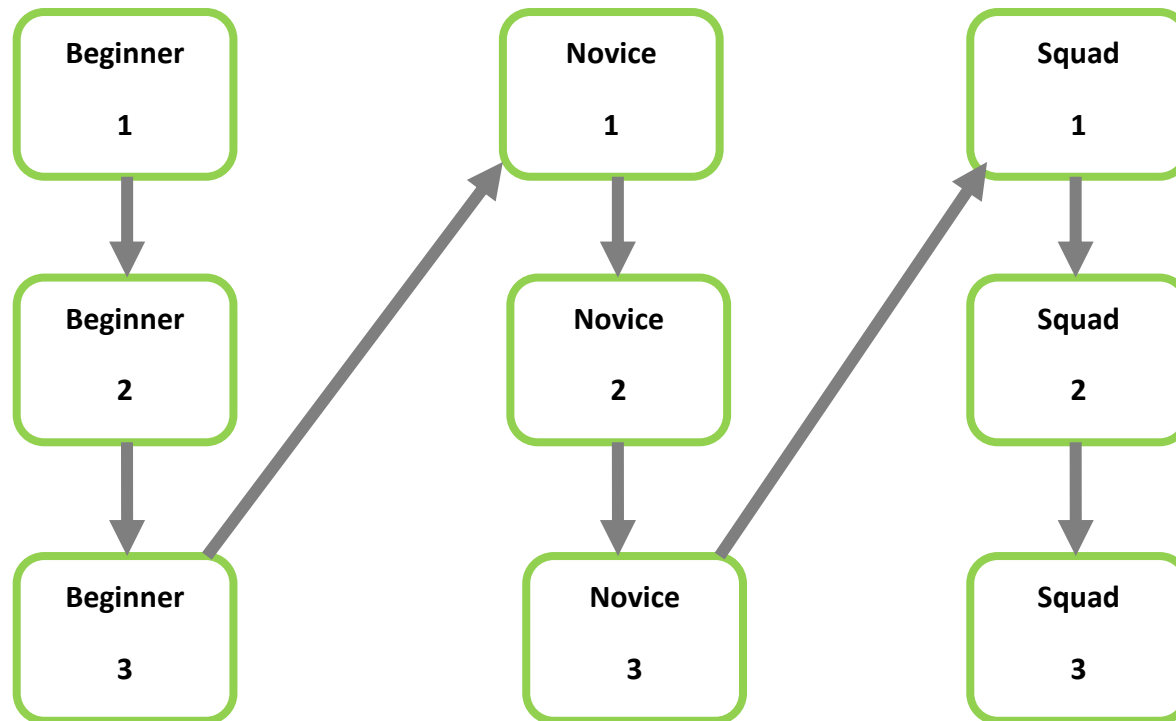 Beginner
1
Beginner
2
Beginner
3
Novice
1
Novice
2
Novice
3
Squad
1
Squad
2
Squad
3